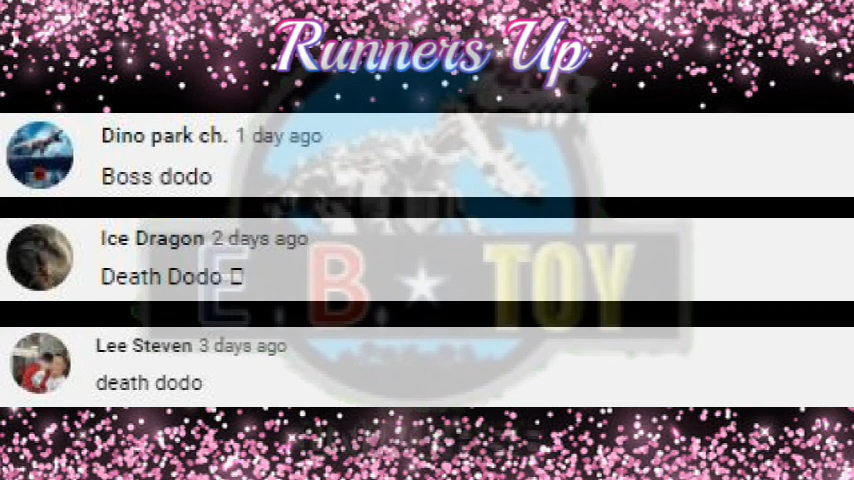 Runners Up
Dino park ch. 1 day ago
Boss dodo
Ice Dragon 2 days ago
Death Dodo
E.B.★TOY
Lee Steven 3 days ago
death dodo